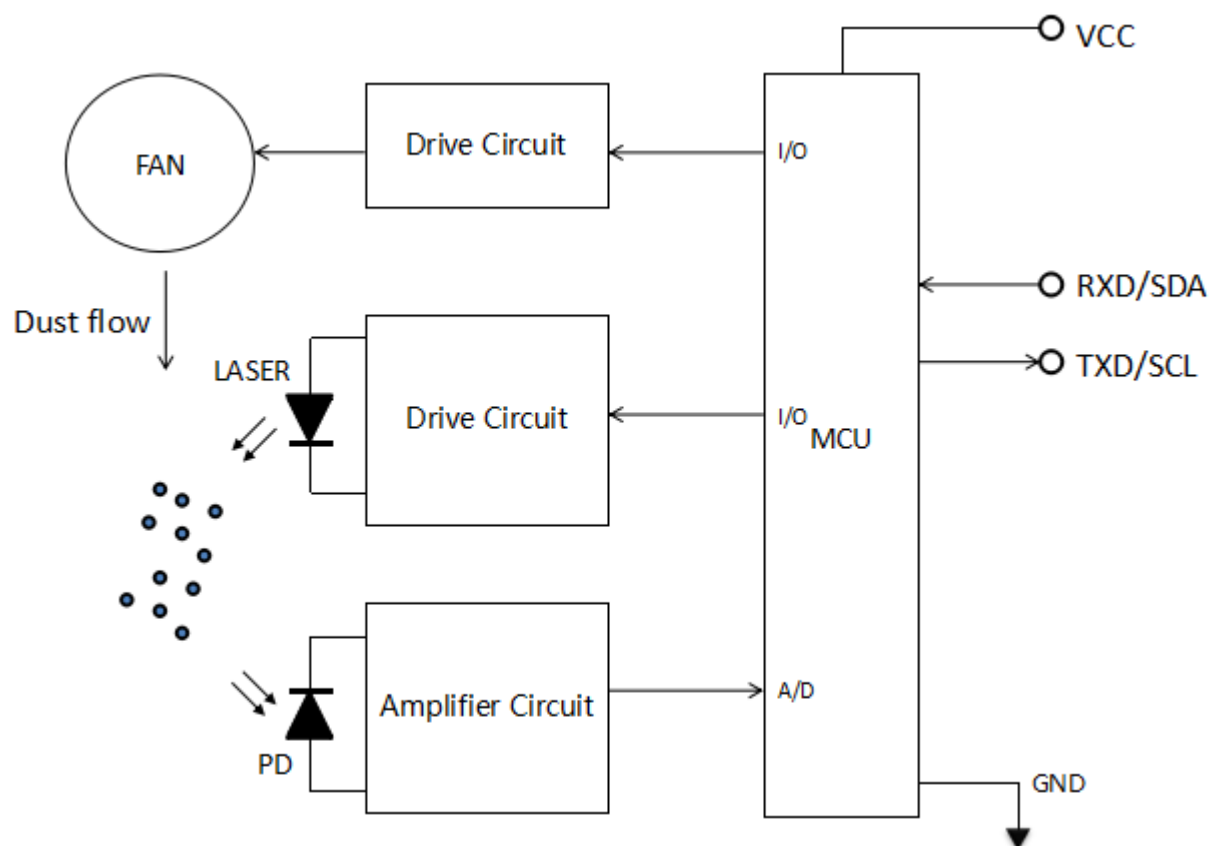 VCC
FAN
Drive Circuit
I/O
RXD/SDA
Dust flow
TXD/SCL
LASER
Drive Circuit
I/O
MCU
Amplifier Circuit
A/D
PD
GND